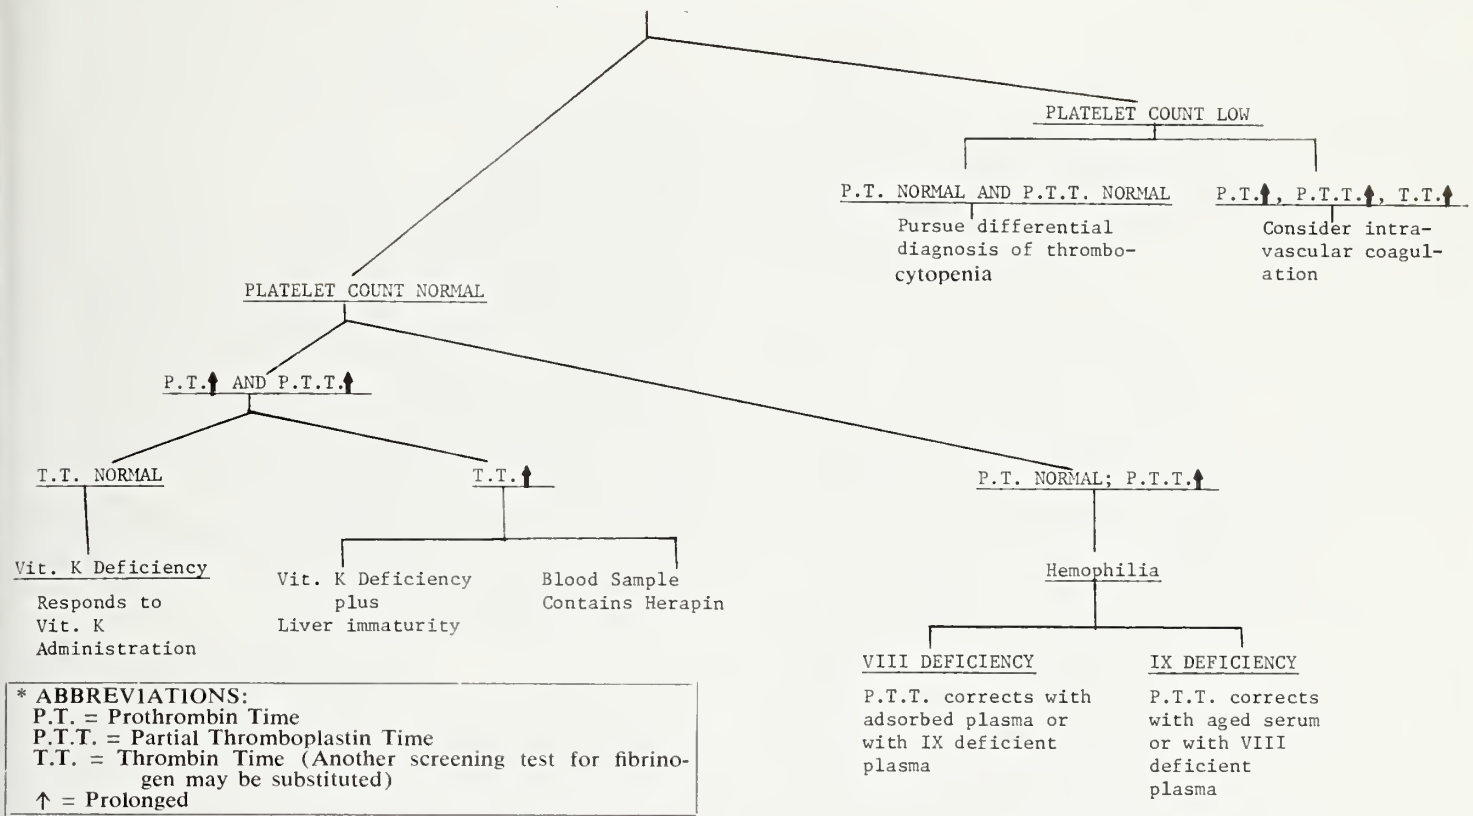 PLATELET COUNT LOW
P.T. NORMAL AND P.T.T. NORMAL
Pursue differential
diagnosis of thrombo-
cytopenia
P.T.↑, P.T.T.↑, T.T.↑
Consider intra-
vascular coagul-
ation
PLATELET COUNT NORMAL
P.T.↑ AND P.T.T.↑
T.T. NORMAL
Vit. K Deficiency
Responds to
Vit. K
Administration
T.T.↑
Vit. K Deficiency
plus
Liver immaturity
Blood Sample
Contains Herapin
P.T. NORMAL; P.T.T.↑
Hemophilia
VIII DEFICIENCY
P.T.T. corrects with
adsorbed plasma or
with IX deficient
plasma
IX DEFICIENCY
P.T.T. corrects
with aged serum
or with VIII
deficient
plasma
* ABBREVIATIONS:
P.T. = Prothrombin Time
P.T.T. = Partial Thromboplastin Time
T.T. = Thrombin Time (Another screening test for fibrino-
gen may be substituted)
↑ = Prolonged